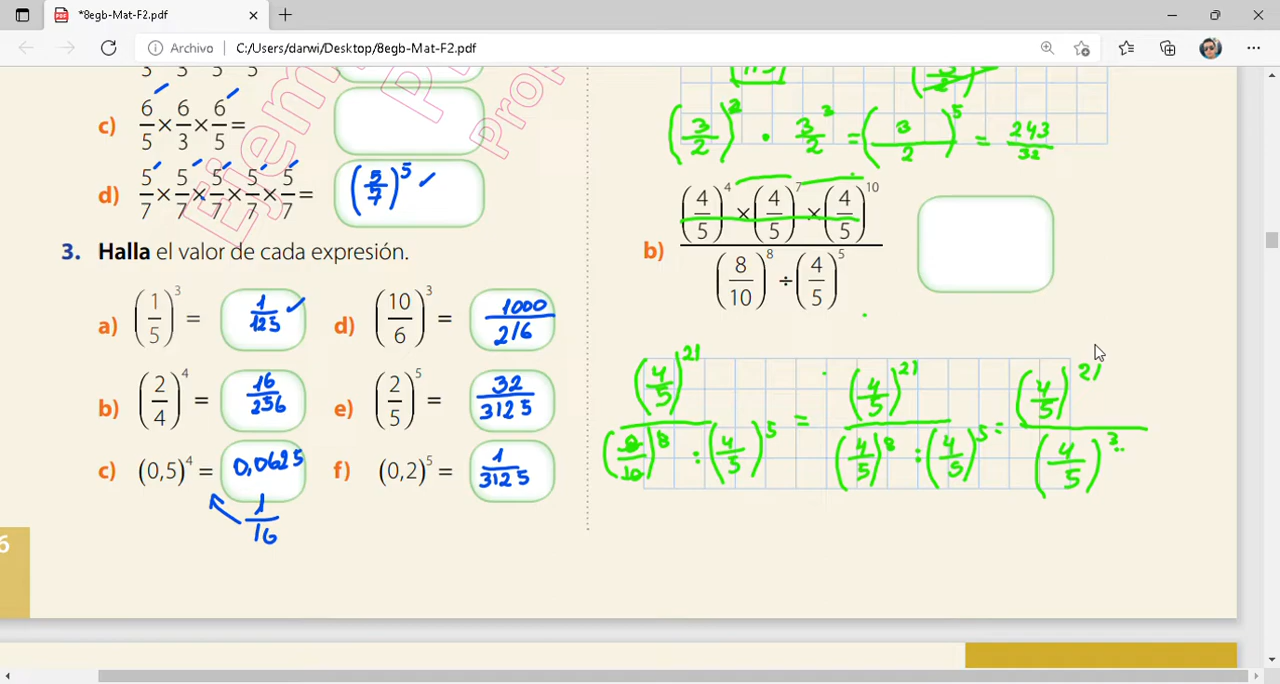 *8egb-Mat-F2.pdf
Archivo C:/Users/darwi/Desktop/8egb-Mat-F2.pdf
Ejem
P
Prop
c) 6/5 × 6/3 × 6/5 =
d) 5/7 × 5/7 × 5/7 × 5/7 × 5/7 = (5/7)^5 ✓
3. Halla el valor de cada expresión.
a) (1/5)^3 = 1/125 ✓
b) (2/4)^4 = 16/256
c) (0,5)^4 = 0,0625
1/16
d) (10/6)^3 = 1000/216
e) (2/5)^5 = 32/3125
f) (0,2)^5 = 1/3125
6
(3/2)^2 · 3/2^3 = (3/2)^5 = 243/32
b) (4/5)^4 × (4/5)^7 × (4/5)^10
(8/10)^8 ÷ (4/5)^5
(4/5)^21 / (8/10)^8 : (4/5)^5 = (4/5)^21 / (4/5)^8 : (4/5)^5 = (4/5)^21 / (4/5)^3